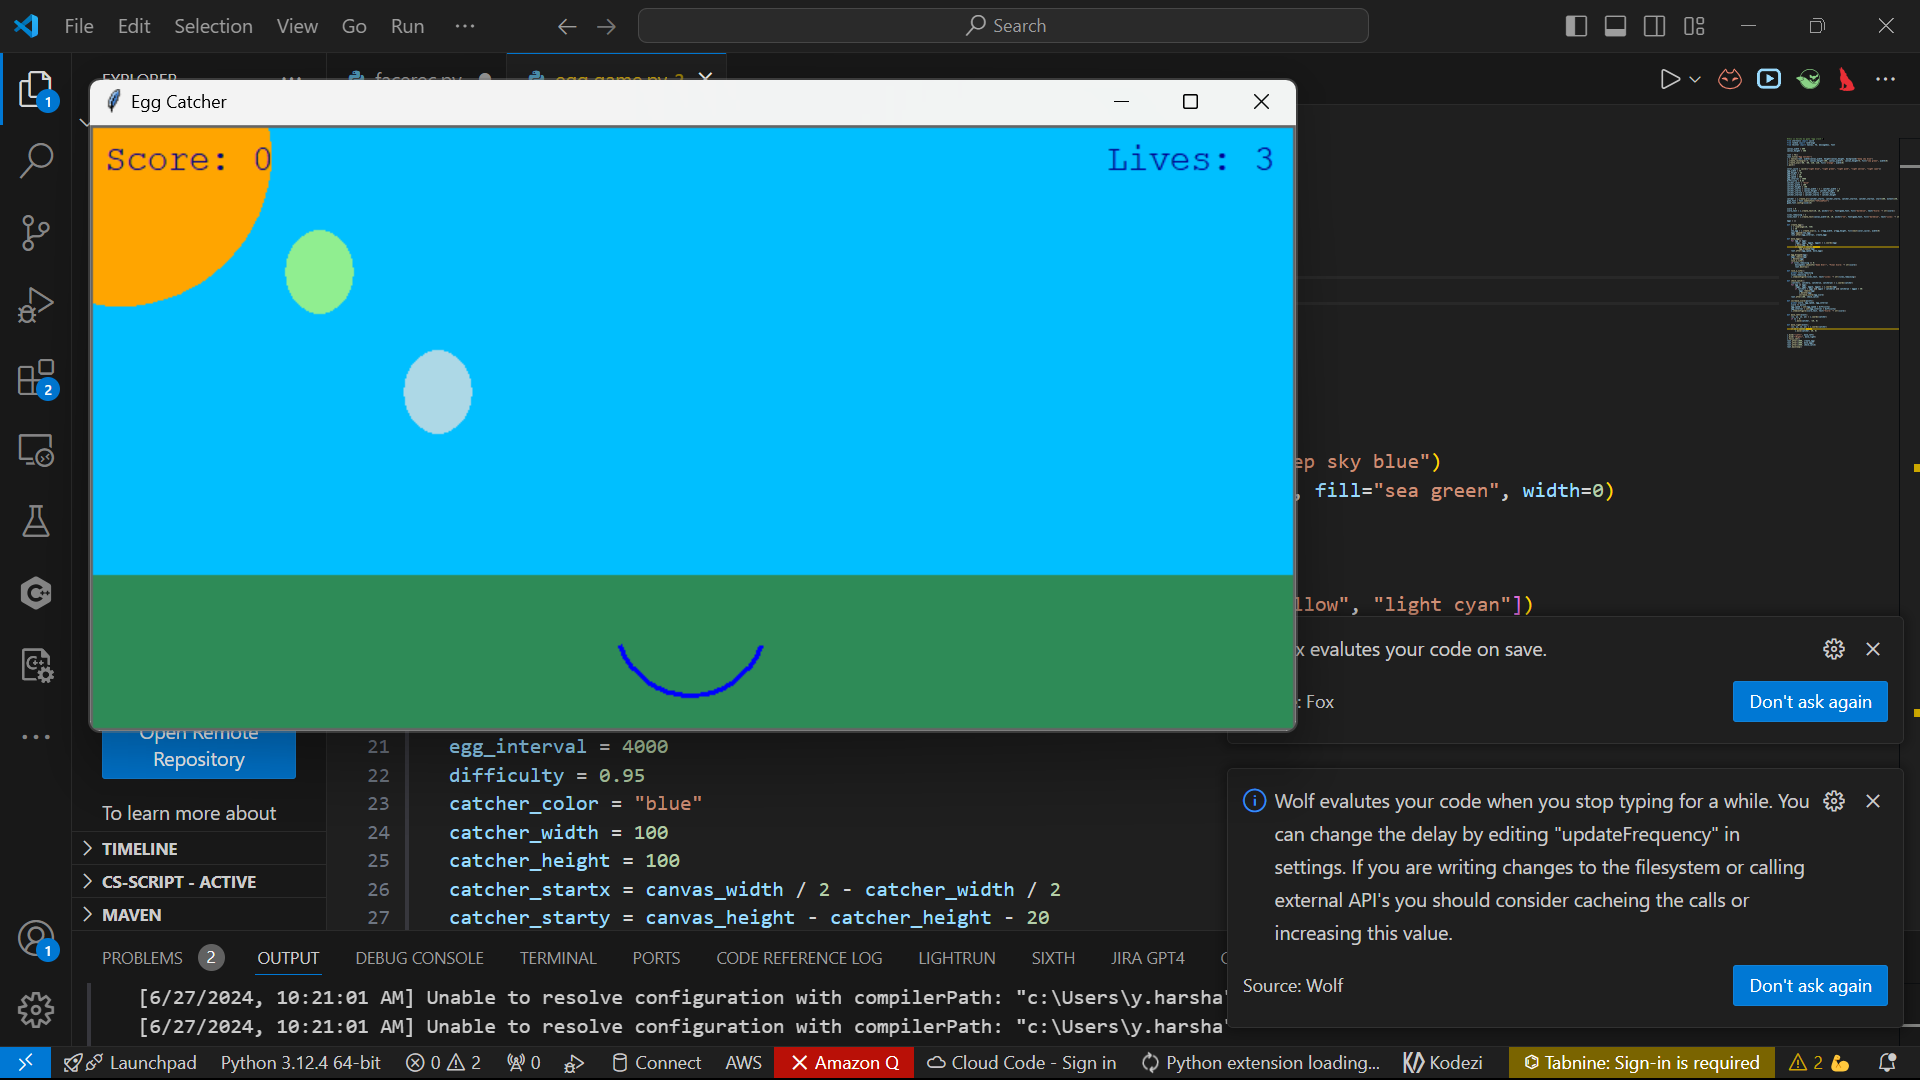 File Edit Selection View Go Run ···
Search
EXPLORER ···
facerec.py
egg game.py 2
Egg Catcher
Score: 0
Lives: 3
ep sky blue")
, fill="sea green", width=0)
llow", "light cyan"])
x evalutes your code on save.
: Fox
Don't ask again
Open Remote
Repository
To learn more about
TIMELINE
CS-SCRIPT - ACTIVE
MAVEN
21 egg_interval = 4000
22 difficulty = 0.95
23 catcher_color = "blue"
24 catcher_width = 100
25 catcher_height = 100
26 catcher_startx = canvas_width / 2 - catcher_width / 2
27 catcher_starty = canvas_height - catcher_height - 20
Wolf evalutes your code when you stop typing for a while. You
can change the delay by editing "updateFrequency" in
settings. If you are writing changes to the filesystem or calling
external API's you should consider cacheing the calls or
increasing this value.
Source: Wolf
Don't ask again
PROBLEMS 2 OUTPUT DEBUG CONSOLE TERMINAL PORTS CODE REFERENCE LOG LIGHTRUN SIXTH JIRA GPT4
[6/27/2024, 10:21:01 AM] Unable to resolve configuration with compilerPath: "c:\Users\y.harsha
[6/27/2024, 10:21:01 AM] Unable to resolve configuration with compilerPath: "c:\Users\y.harsha
Launchpad Python 3.12.4 64-bit 0 2 0 Connect AWS Amazon Q Cloud Code - Sign in Python extension loading... Kodezi Tabnine: Sign-in is required 2
1
2
1